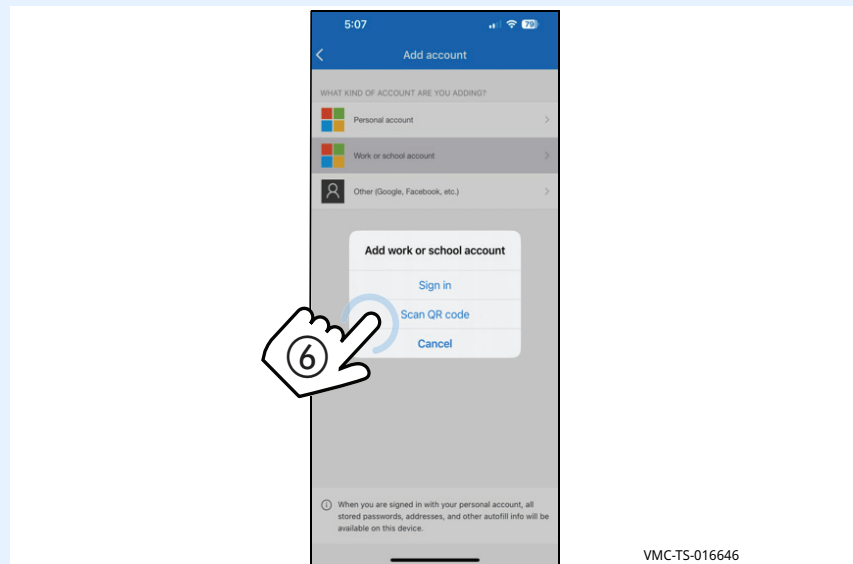 5:07
79
Add account
WHAT KIND OF ACCOUNT ARE YOU ADDING?
Personal account
Work or school account
Other (Google, Facebook, etc.)
Add work or school account
Sign in
Scan QR code
Cancel
⑥
When you are signed in with your personal account, all
stored passwords, addresses, and other autofill info will be
available on this device.
VMC-TS-016646